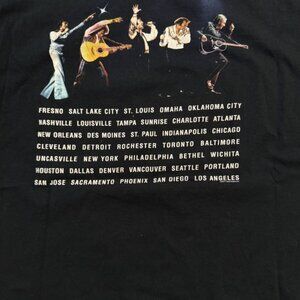 FRESNO SALT LAKE CITY ST. LOUIS OMAHA OKLAHOMA CITY
NASHVILLE LOUISVILLE TAMPA SUNRISE CHARLOTTE ATLANTA
NEW ORLEANS DES MOINES ST. PAUL INDIANAPOLIS CHICAGO
CLEVELAND DETROIT ROCHESTER TORONTO BALTIMORE
UNCASVILLE NEW YORK PHILADELPHIA BETHEL WICHITA
HOUSTON DALLAS DENVER VANCOUVER SEATTLE PORTLAND
SAN JOSE SACRAMENTO PHOENIX SAN DIEGO LOS ANGELES